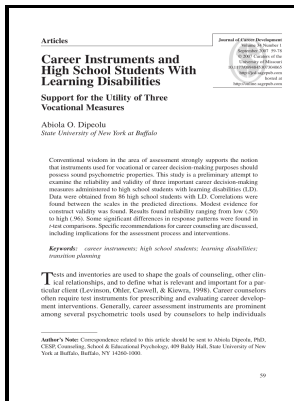 Articles
Journal of Career Development
Volume 34 Number 1
September 2007 59-78
© 2007 Curators of the
University of Missouri
hosted at
Career Instruments and
High School Students With
Learning Disabilities
Support for the Utility of Three
Vocational Measures
Abiola O. Dipeolu
State University of New York at Buffalo
Conventional wisdom in the area of assessment strongly supports the notion
that instruments used for vocational or career decision-making purposes should
possess sound psychometric properties. This study is a preliminary attempt to
examine the reliability and validity of three important career decision-making
measures administered to high school students with learning disabilities (LD).
Data were obtained from 86 high school students with LD. Correlations were
found between the scales in the predicted directions. Modest evidence for
construct validity was found. Results found reliability ranging from low (.50)
to high (.96). Some significant differences in response patterns were found in
t-test comparisons. Specific recommendations for career counseling are discussed,
including implications for the assessment process and interventions.
Keywords: career instruments; high school students; learning disabilities;
transition planning
Tests and inventories are used to shape the goals of counseling, other clin-
ical relationships, and to define what is relevant and important for a par-
ticular client (Levinson, Ohler, Caswell, & Kiewra, 1998). Career counselors
often require test instruments for prescribing and evaluating career develop-
ment interventions. Generally, career assessment instruments are prominent
among several psychometric tools used by counselors to help individuals
Author's Note: Correspondence related to this article should be sent to Abiola Dipeolu, PhD,
CESP, Counseling, School & Educational Psychology, 409 Baldy Hall, State University of New
York at Buffalo, Buffalo, NY 14260-1000.
59